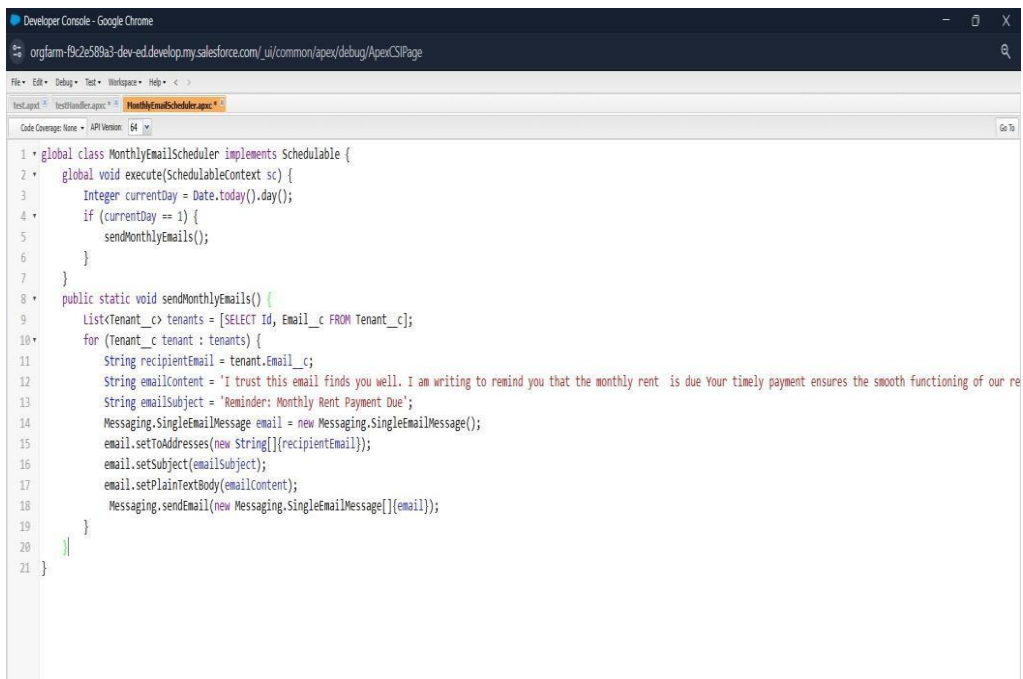 Developer Console - Google Chrome
orgfarm-f9c2e589a3-dev-ed.develop.my.salesforce.com/_ui/common/apex/debug/ApexCSIPage
File Edit Debug Test Workspace Help < >
test.apxt testHandler.apxc * MonthlyEmailScheduler.apxc *
Code Coverage: None API Version: 64 Go To
1 global class MonthlyEmailScheduler implements Schedulable {
2 global void execute(SchedulableContext sc) {
3 Integer currentDay = Date.today().day();
4 if (currentDay == 1) {
5 sendMonthlyEmails();
6 }
7 }
8 public static void sendMonthlyEmails() {
9 List<Tenant__c> tenants = [SELECT Id, Email__c FROM Tenant__c];
10 for (Tenant__c tenant : tenants) {
11 String recipientEmail = tenant.Email__c;
12 String emailContent = 'I trust this email finds you well. I am writing to remind you that the monthly rent  is due Your timely payment ensures the smooth functioning of our re
13 String emailSubject = 'Reminder: Monthly Rent Payment Due';
14 Messaging.SingleEmailMessage email = new Messaging.SingleEmailMessage();
15 email.setToAddresses(new String[]{recipientEmail});
16 email.setSubject(emailSubject);
17 email.setPlainTextBody(emailContent);
18 Messaging.sendEmail(new Messaging.SingleEmailMessage[]{email});
19 }
20 }
21 }